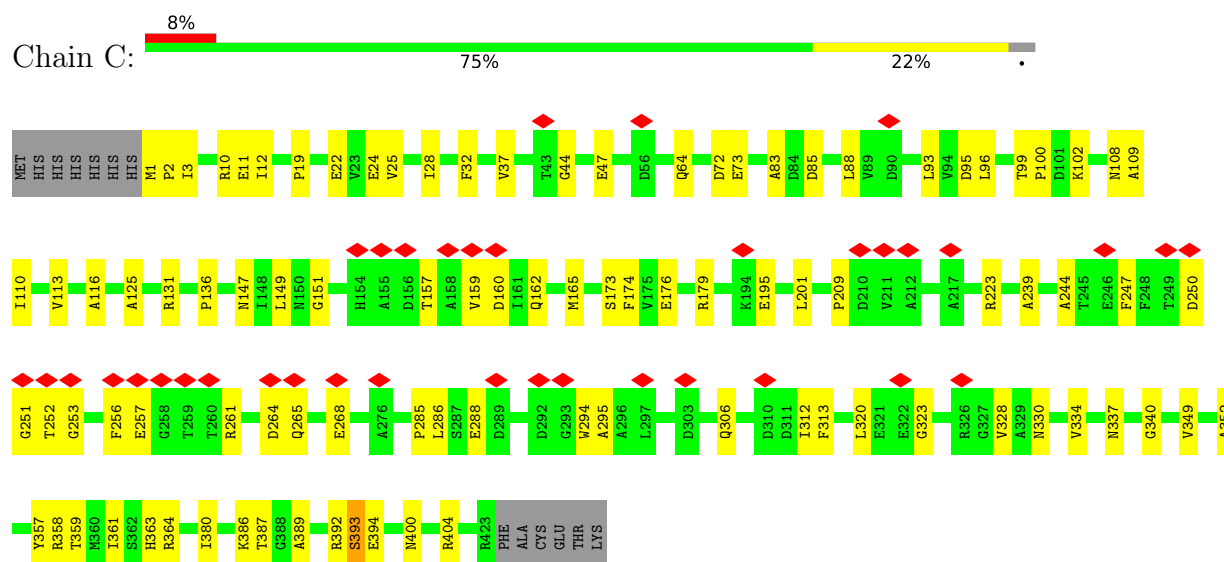 8%
Chain C:
75% 22% •
MET HIS HIS HIS HIS HIS HIS M1 P2 I3 R10 E11 I12 P19 E22 V23 E24 V25 I28 F32 V37 T43 G44 E47 D56 Q64 D72 E73 A83 D84 D85 L88 V89 D90 L93 V94 D95 L96 T99 P100 D101 K102 N108 A109
I110 V113 A116 A125 R131 P136 N147 I148 L149 N150 G151 H154 A155 D156 T157 A158 V159 D160 I161 Q162 M165 S173 F174 V175 E176 R179 K194 E195 L201 P209 D210 V211 A212 A217 R223 A239 A244 T245 E246 F247 F248 T249 D250
G251 T252 G253 F256 E257 G258 T259 T260 R261 D264 Q265 E268 A276 P285 L286 S287 E288 D289 D292 G293 W294 A295 A296 L297 D303 Q306 D310 D311 I312 F313 L320 E321 E322 G323 R326 G327 V328 A329 N330 V334 N337 G340 V349
Y357 R358 T359 M360 I361 S362 H363 R364 I380 K386 T387 G388 A389 R392 S393 E394 N400 R404 R423 PHE ALA CYS GLU THR LYS